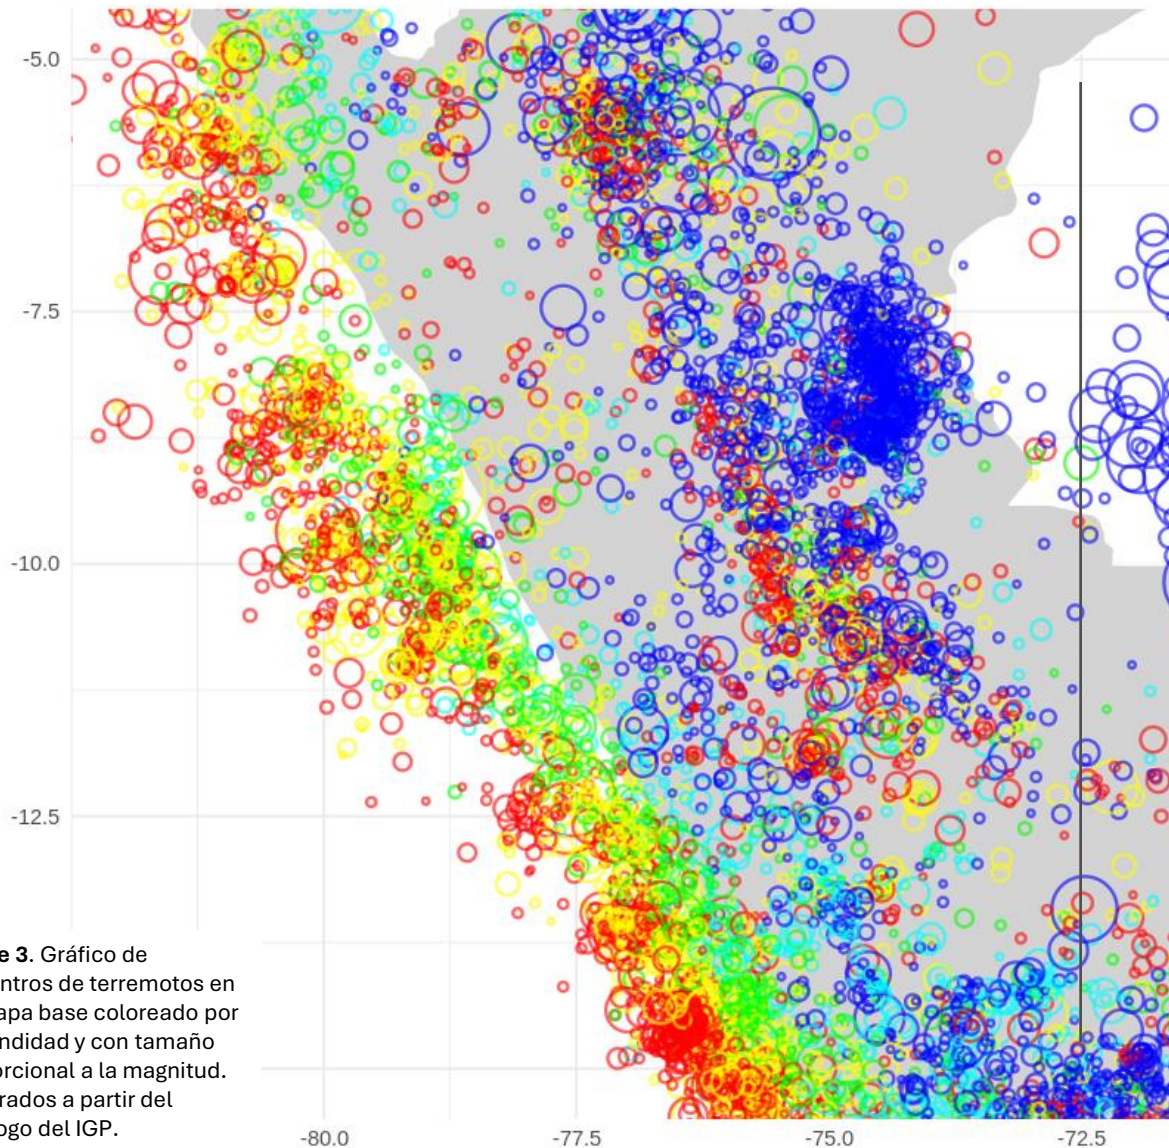 -5.0
-7.5
-10.0
-12.5
e 3. Gráfico de
ntros de terremotos en
apa base coloreado por
ndidad y con tamaño
orcional a la magnitud.
rados a partir del
ogo del IGP.
-80.0
-77.5
-75.0
-72.5